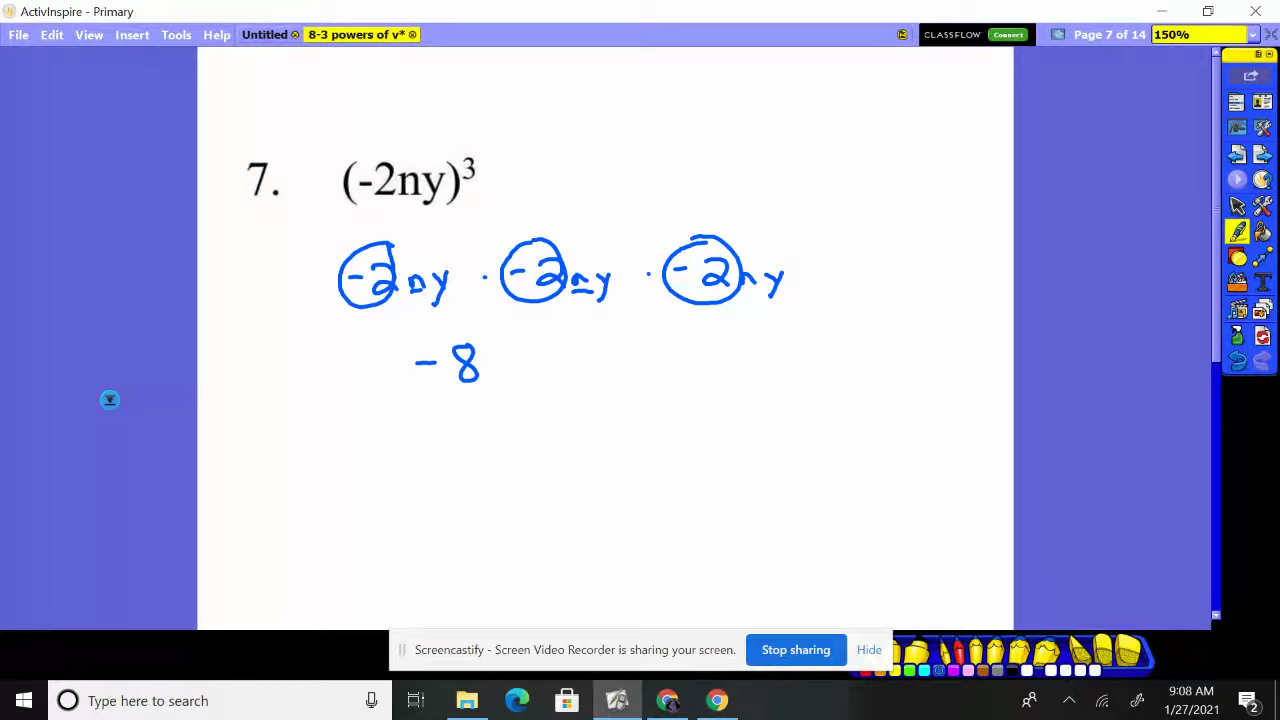 ActivInspire - Primary
File Edit View Insert Tools Help Untitled 8-3 powers of v* CLASSFLOW Connect Page 7 of 14 150%
7. (-2ny)³
-2ny · -2ny · -2ny
- 8
Screencastify - Screen Video Recorder is sharing your screen. Stop sharing Hide
Type here to search
9:08 AM
1/27/2021
2